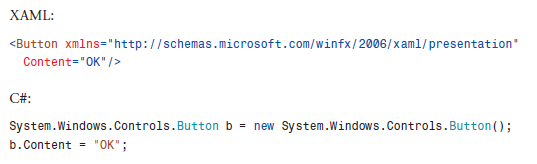 XAML:
<Button xmlns="http://schemas.microsoft.com/winfx/2006/xaml/presentation"
  Content="OK"/>
C#:
System.Windows.Controls.Button b = new System.Windows.Controls.Button();
b.Content = "OK";